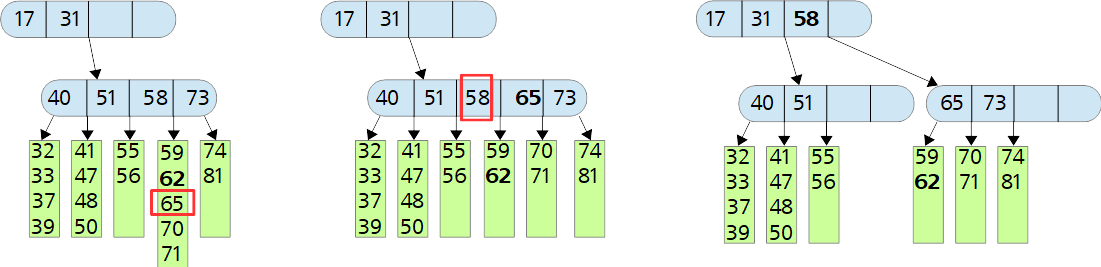 17 31
40 51 58 73
32 41 55 59 74
33 47 56 62 81
37 48 65
39 50 70
71
17 31
40 51 58 65 73
32 41 55 59 70 74
33 47 56 62 71 81
37 48
39 50
17 31 58
40 51
65 73
32 41 55
33 47 56
37 48
39 50
59 70 74
62 71 81